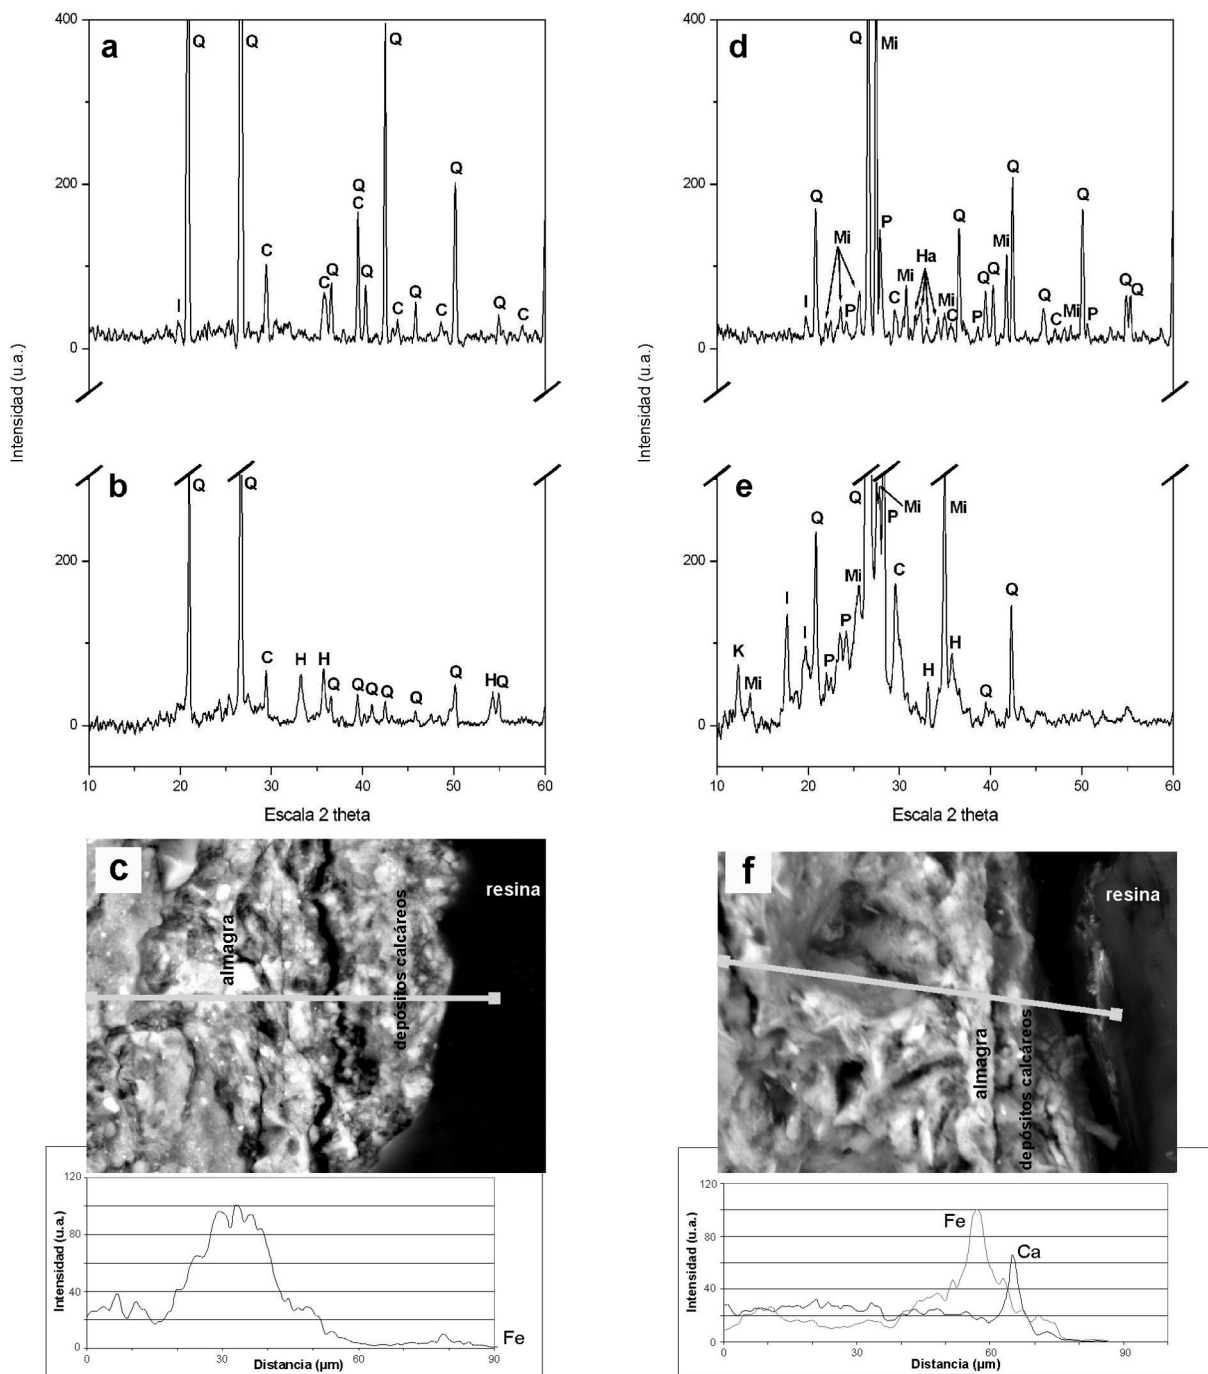 a
400
200
0
Intensidad (u.a.)
Q
Q
Q
Q
C
Q
Q
C
C
Q
Q
I
C
Q
C
Q
C
b
200
0
Intensidad (u.a.)
Q
Q
C
H
H
Q
Q
Q
Q
Q
Q
H
Q
10 20 30 40 50 60
Escala 2 theta
d
400
200
0
Q
Mi
Q
Q
Q
Mi
P
Q
Ha
Mi
Mi
I
P
C
Mi
C
P
Q
Q
Q
C
Mi
P
Q
Q
e
200
0
Q
Mi
P
Mi
Q
Mi
C
Q
I
I
P
P
K
Mi
H
H
Q
10 20 30 40 50 60
Escala 2 theta
c
resina
almagra
depósitos calcáreos
120
80
40
0
Intensidad (u.a.)
Fe
0 30 60 90
Distancia (µm)
f
resina
almagra
depósitos calcáreos
120
80
40
0
Intensidad (u.a.)
Fe
Ca
0 30 60 90
Distancia (µm)